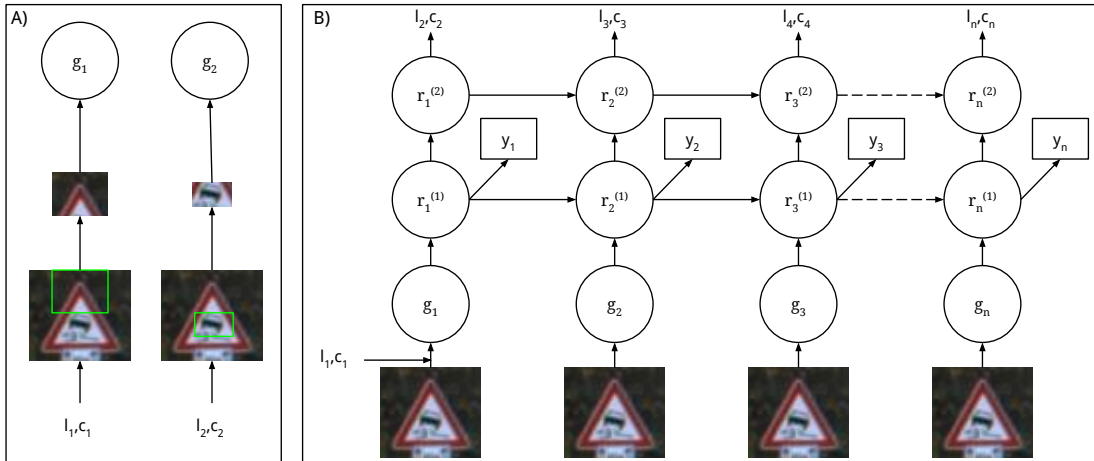 A)
g₁ g₂
l₁,c₁ l₂,c₂
B)
l₂,c₂ l₃,c₃ l₄,c₄ lₙ,cₙ
r₁⁽²⁾ r₂⁽²⁾ r₃⁽²⁾ rₙ⁽²⁾
y₁ y₂ y₃ yₙ
r₁⁽¹⁾ r₂⁽¹⁾ r₃⁽¹⁾ rₙ⁽¹⁾
g₁ g₂ g₃ gₙ
l₁,c₁